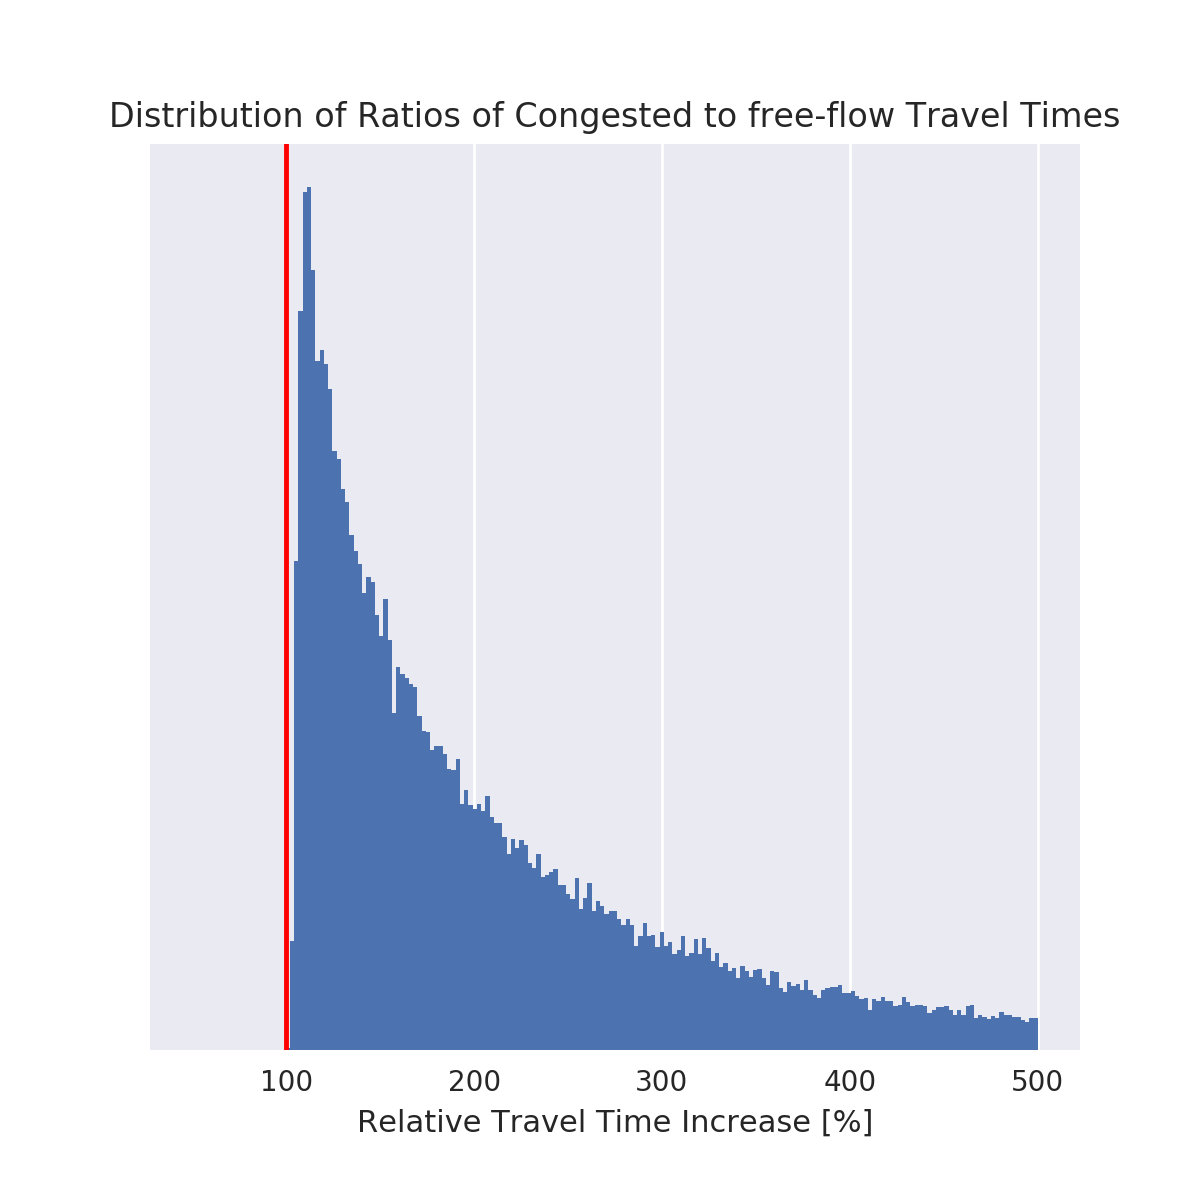 Distribution of Ratios of Congested to free-flow Travel Times
100 200 300 400 500
Relative Travel Time Increase [%]